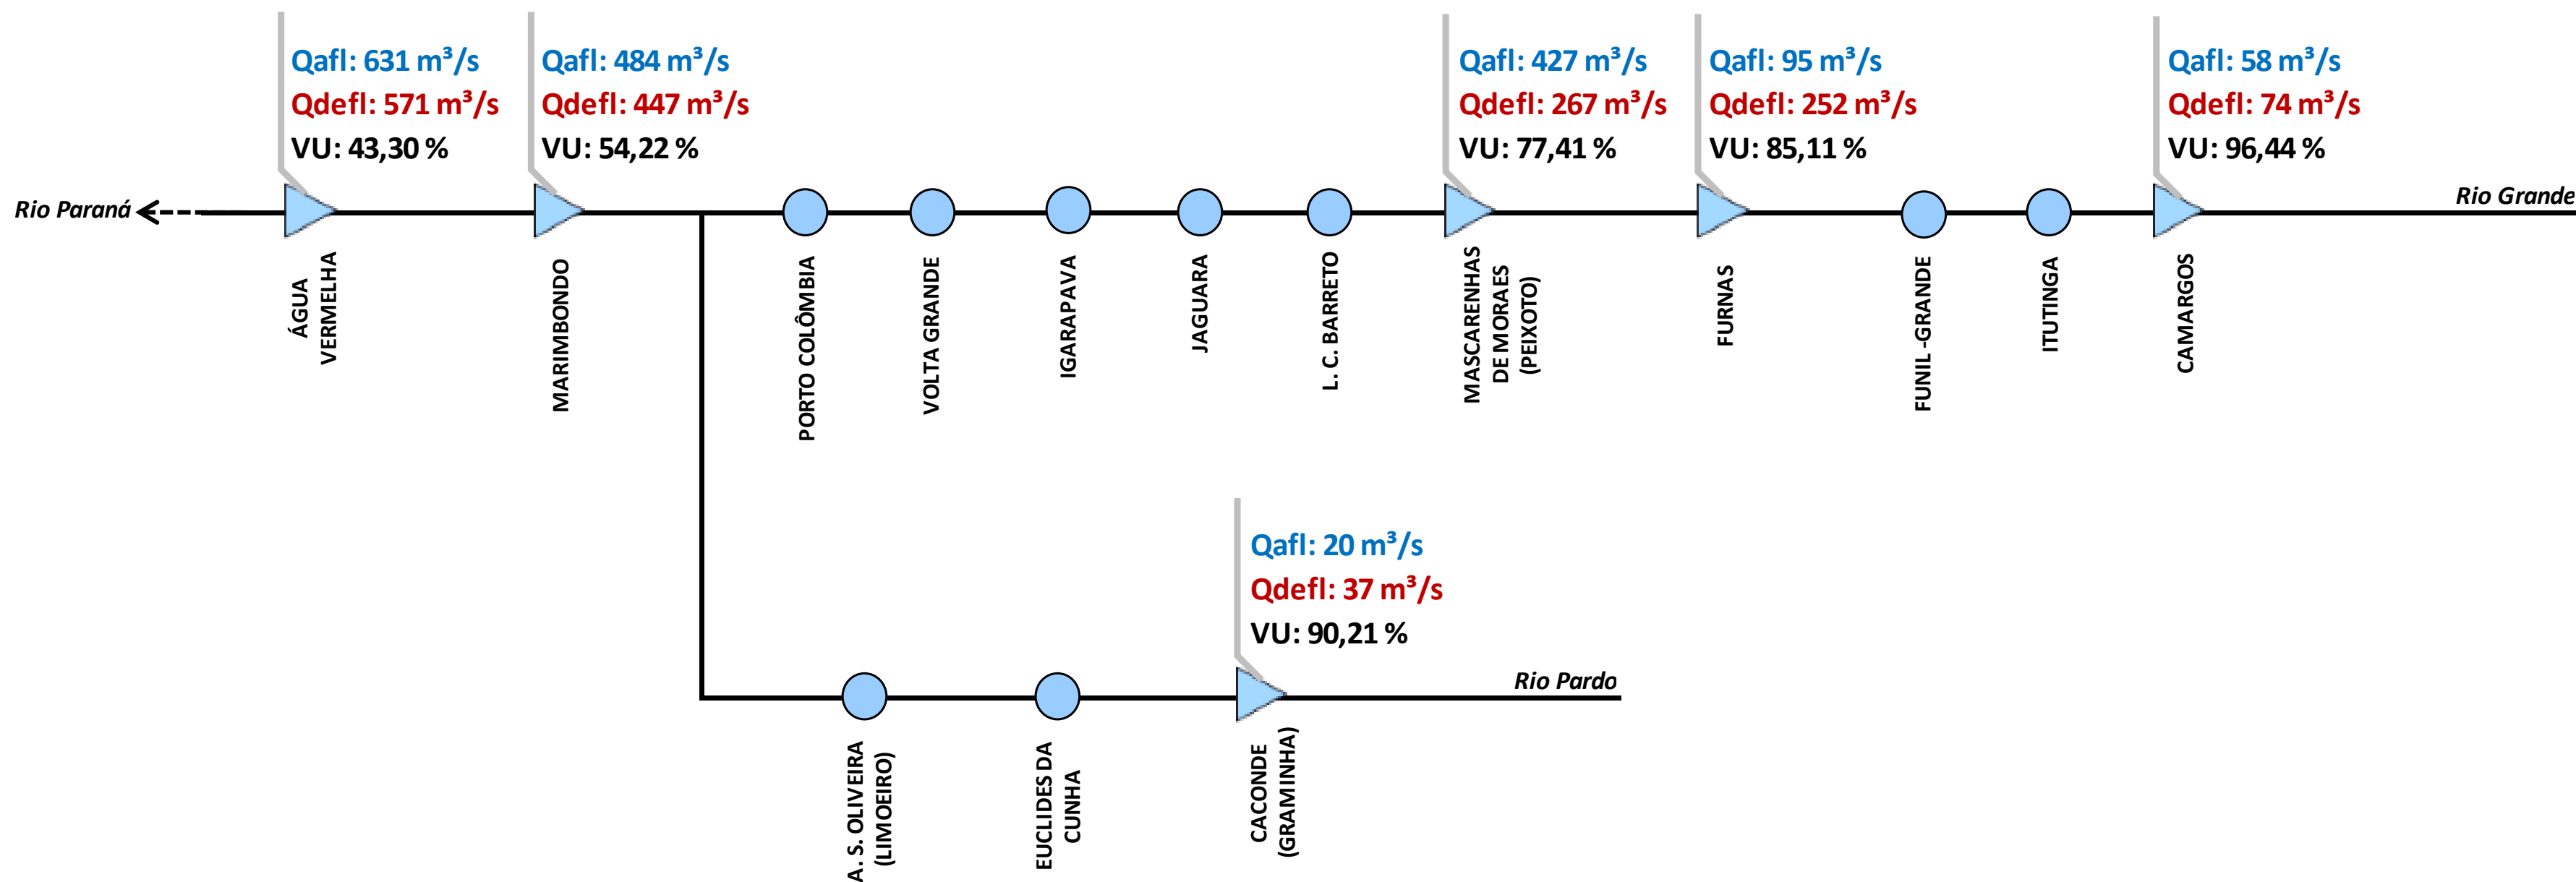 Qafl: 631 m³/s
Qdefl: 571 m³/s
VU: 43,30 %
Qafl: 484 m³/s
Qdefl: 447 m³/s
VU: 54,22 %
Qafl: 427 m³/s
Qdefl: 267 m³/s
VU: 77,41 %
Qafl: 95 m³/s
Qdefl: 252 m³/s
VU: 85,11 %
Qafl: 58 m³/s
Qdefl: 74 m³/s
VU: 96,44 %
Rio Paraná
Rio Grande
ÁGUA
VERMELHA
MARIMBONDO
PORTO COLÔMBIA
VOLTA GRANDE
IGARAPAVA
JAGUARA
L. C. BARRETO
MASCARENHAS
DE MORAES
(PEIXOTO)
FURNAS
FUNIL -GRANDE
ITUTINGA
CAMARGOS
Qafl: 20 m³/s
Qdefl: 37 m³/s
VU: 90,21 %
Rio Pardo
A. S. OLIVEIRA
(LIMOEIRO)
EUCLIDES DA
CUNHA
CACONDE
(GRAMINHA)